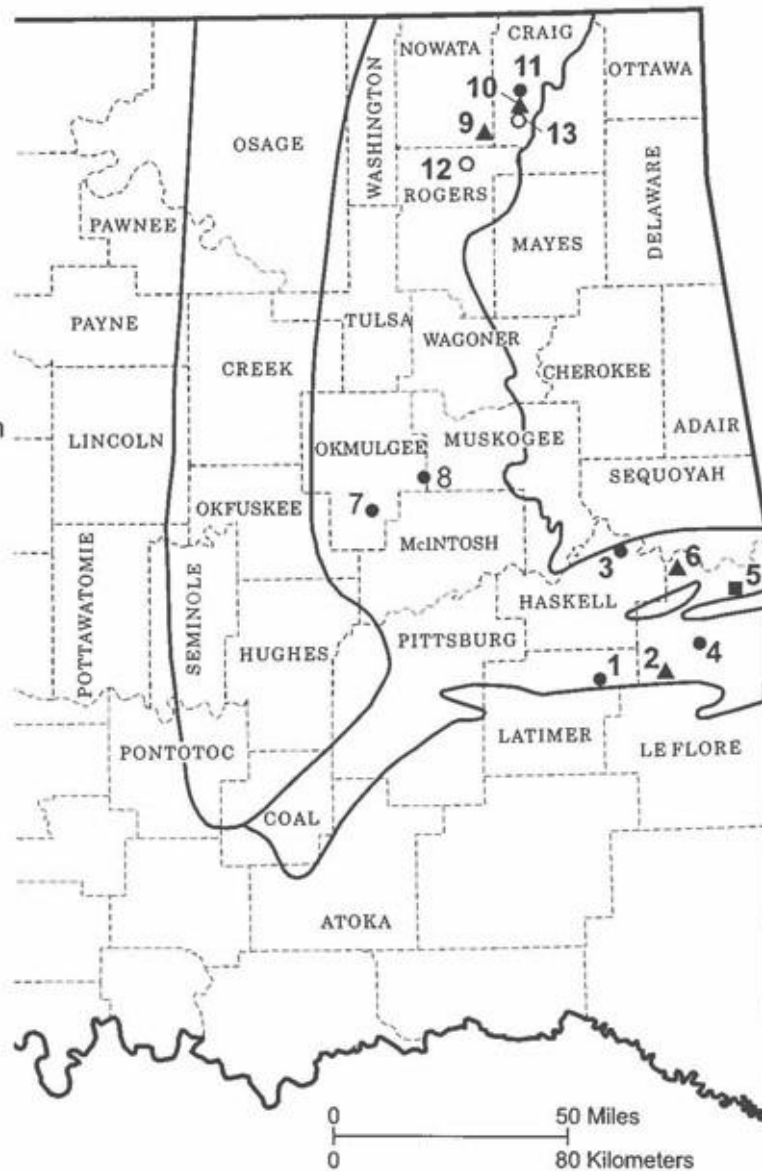 CRAIG
NOWATA
11
OTTAWA
10
WASHINGTON
9
13
OSAGE
12
ROGERS
DELAWARE
PAWNEE
MAYES
PAYNE
TULSA
WAGONER
CREEK
CHEROKEE
LINCOLN
OKMULGEE
MUSKOGEE
ADAIR
8
SEQUOYAH
7
OKFUSKEE
McINTOSH
3
6
5
HASKELL
POTTAWATOMIE
SEMINOLE
HUGHES
PITTSBURG
4
1
2
LATIMER
LE FLORE
PONTOTOC
COAL
ATOKA
0 50 Miles
0 80 Kilometers